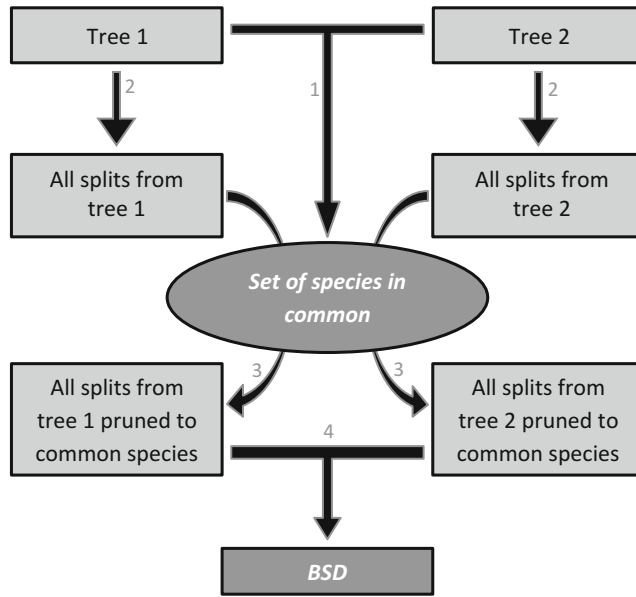 Tree 1
Tree 2
1
2
2
All splits from
tree 1
All splits from
tree 2
Set of species in
common
3
3
All splits from
tree 1 pruned to
common species
All splits from
tree 2 pruned to
common species
4
BSD